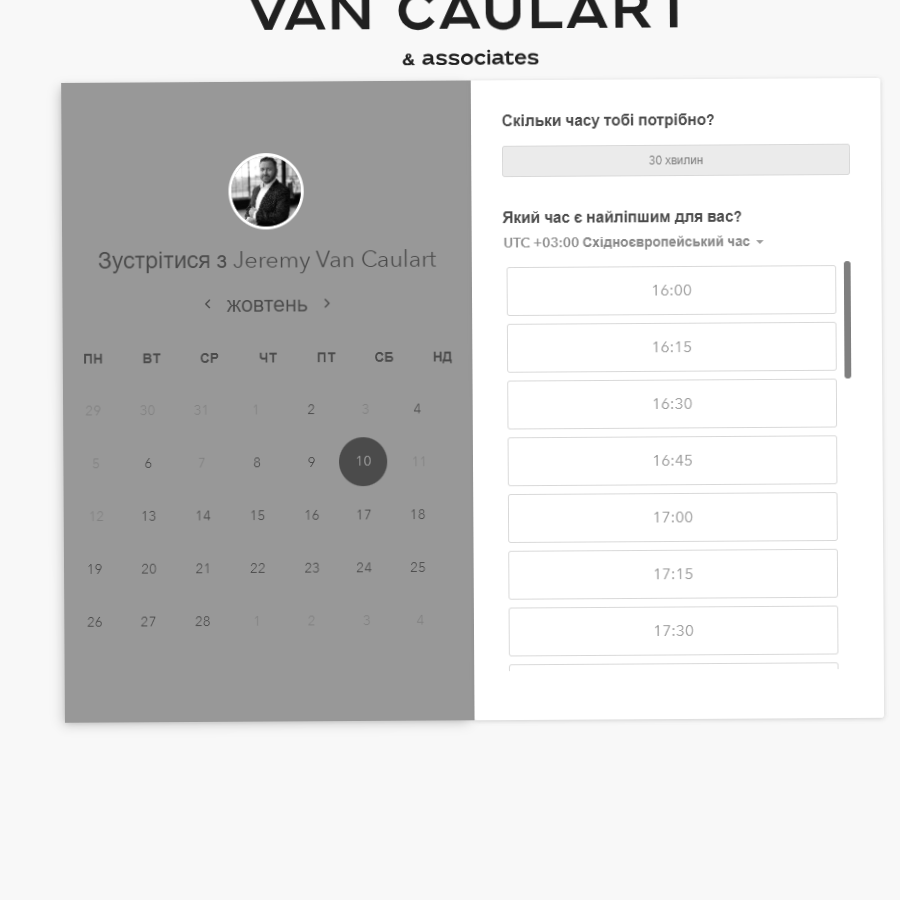 VAN CAULART
& associates
Зустрітися з Jeremy Van Caulart
жовтень
ПН ВТ СР ЧТ ПТ СБ НД
29 30 31 1 2 3 4
5 6 7 8 9 10 11
12 13 14 15 16 17 18
19 20 21 22 23 24 25
26 27 28 1 2 3 4
Скільки часу тобі потрібно?
30 хвилин
Який час є найліпшим для вас?
UTC +03:00 Східноєвропейський час
16:00
16:15
16:30
16:45
17:00
17:15
17:30